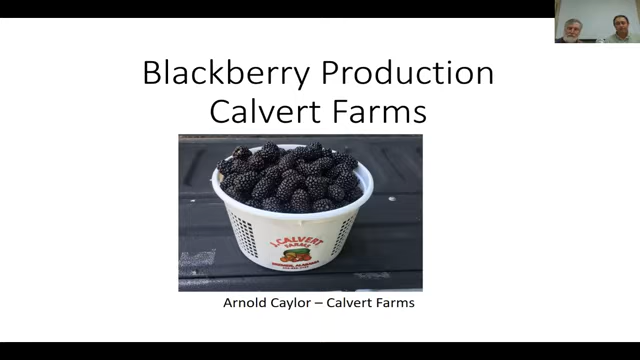 Blackberry Production
Calvert Farms
J. CALVERT
FARMS
Arnold Caylor – Calvert Farms